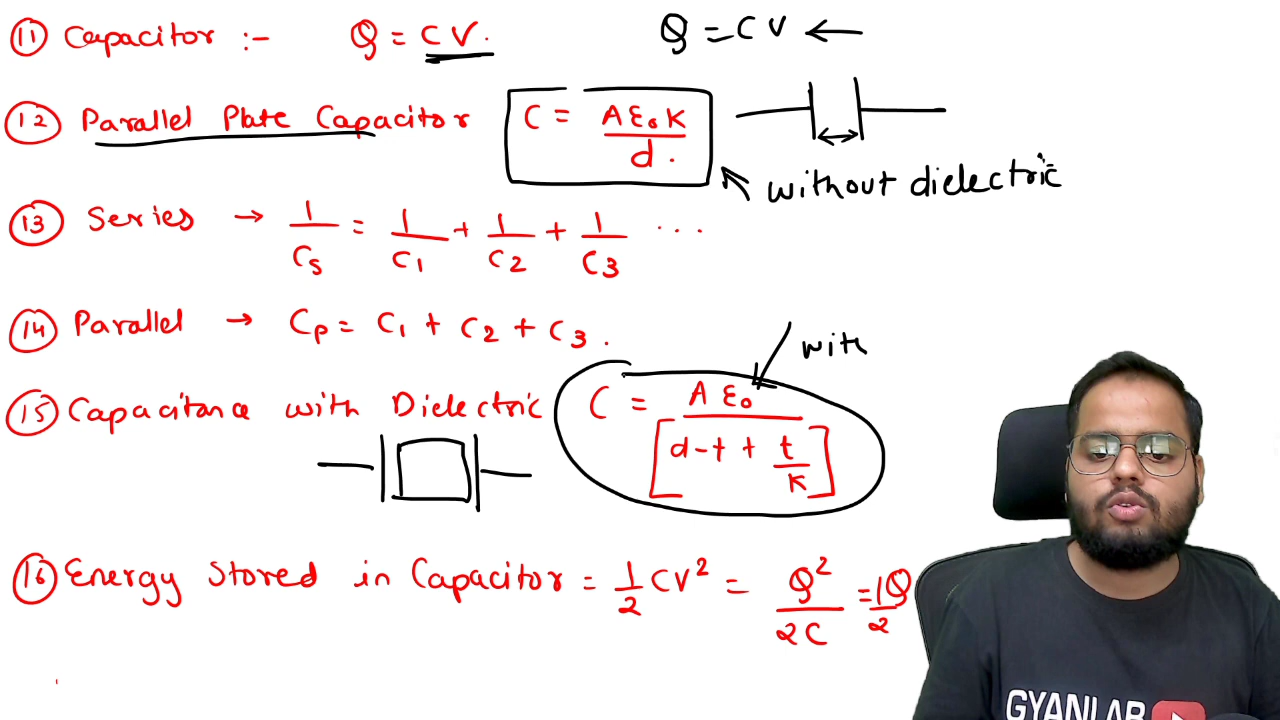 ⑪ Capacitor :- Q = CV. Q = CV ←
⑫ Parallel Plate Capacitor C = Aε₀K / d.
without dielectric
⑬ Series → 1/Cs = 1/C1 + 1/C2 + 1/C3 ...
⑭ Parallel → Cp = C1 + C2 + C3.
with
⑮ Capacitance with Dielectric C = Aε₀ / [d-t + t/K]
⑯ Energy Stored in Capacitor = 1/2 CV² = Q²/2C = 1/2 Q
GYANLAB